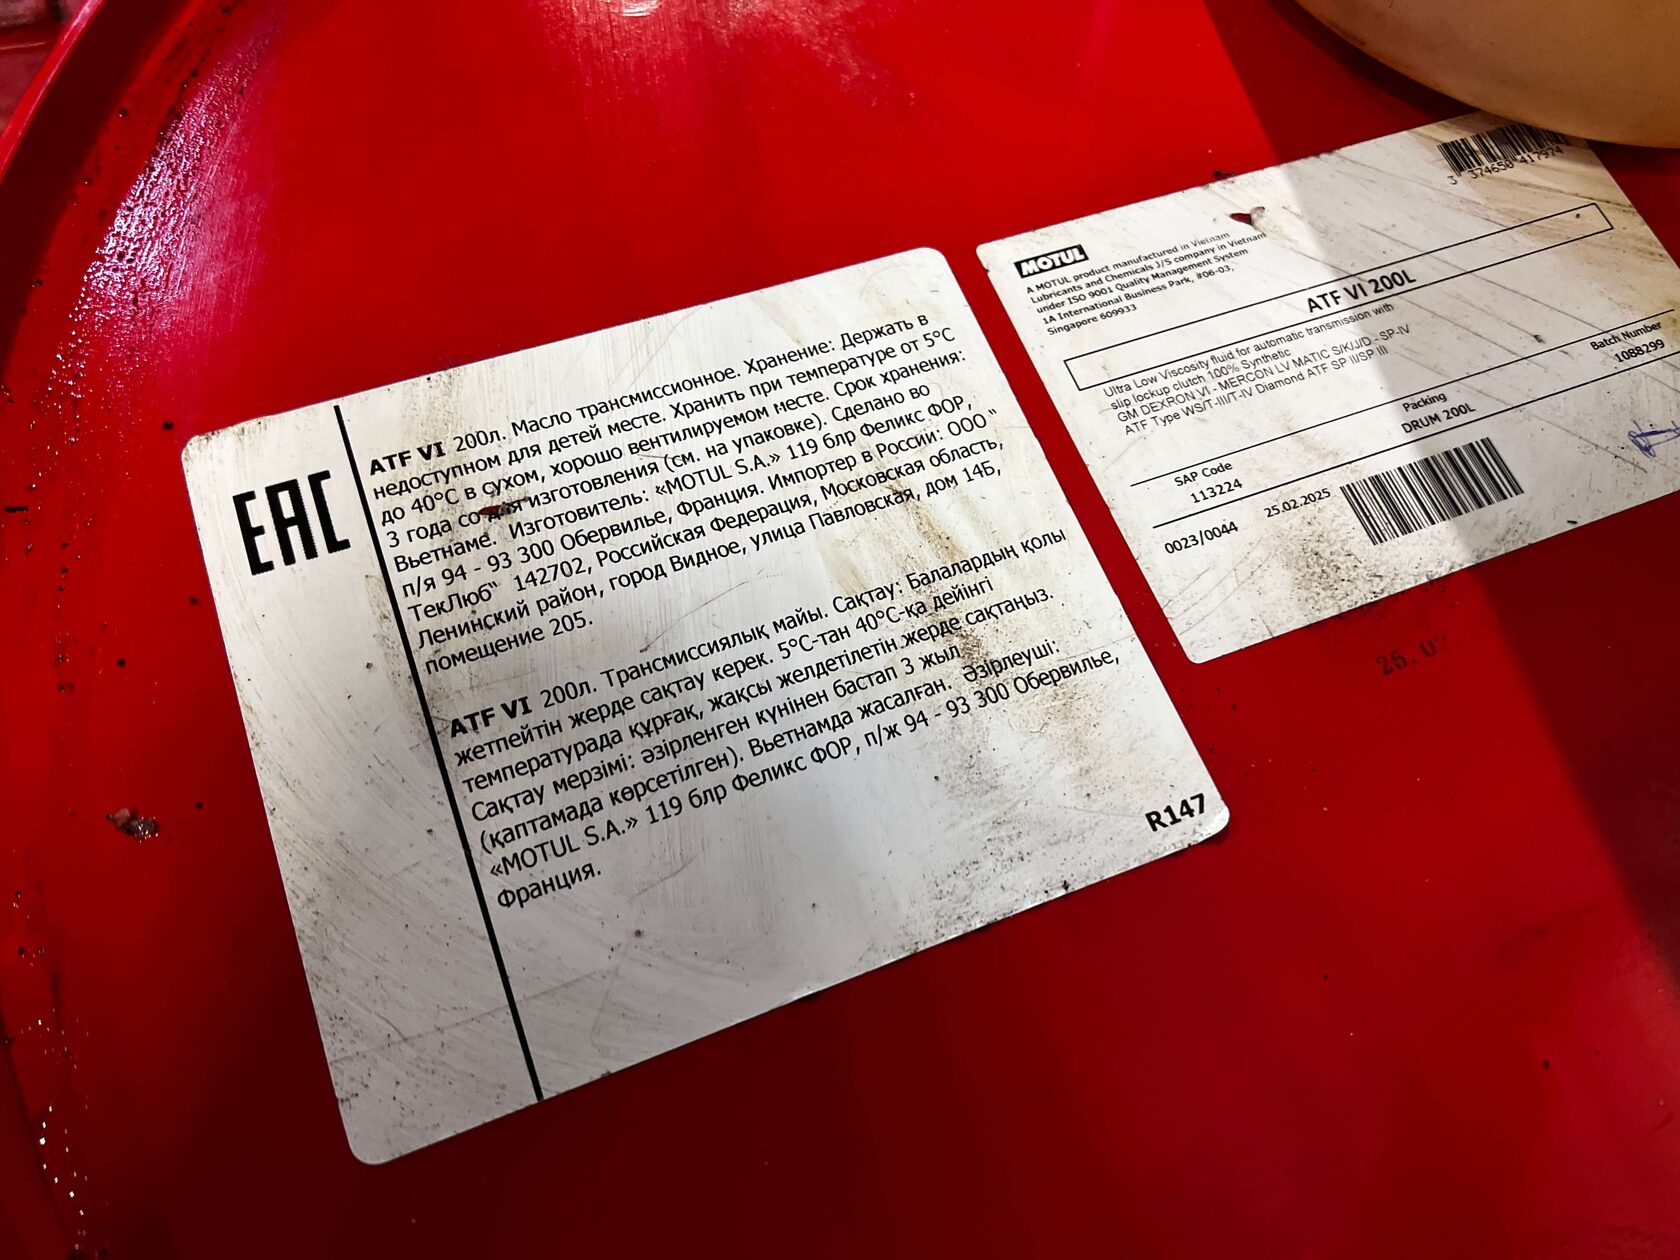 EAC
ATF VI 200л. Масло трансмиссионное. Хранение: Держать в
недоступном для детей месте. Хранить при температуре от 5°C
до 40°C в сухом, хорошо вентилируемом месте. Срок хранения:
3 года со дня изготовления (см. на упаковке). Сделано во
Вьетнаме. Изготовитель: «MOTUL S.A.» 119 блр Феликс ФОР,
п/я 94 - 93 300 Обервилье, Франция. Импортер в России: ООО "
ТекЛюб" 142702, Российская Федерация, Московская область,
Ленинский район, город Видное, улица Павловская, дом 14Б,
помещение 205.
ATF VI 200л. Трансмиссиялық майы. Сақтау: Балалардың қолы
жетпейтін жерде сақтау керек. 5°C-тан 40°C-қа дейінгі
температурада құрғақ, жақсы желдетілетін жерде сақтаңыз.
Сақтау мерзімі: әзірленген күнінен бастап 3 жыл
(қаптамада көрсетілген). Вьетнамда жасалған. Әзірлеуші:
«MOTUL S.A.» 119 блр Феликс ФОР, п/ж 94 - 93 300 Обервилье,
Франция.
R147
3 374650 417974
MOTUL
A MOTUL product manufactured in Vietnam
Lubricants and Chemicals J/S company in Vietnam
under ISO 9001 Quality Management System
1A International Business Park, #06-03,
Singapore 609933
ATF VI 200L
Ultra Low Viscosity fluid for automatic transmission with
slip lockup clutch 100% Synthetic
GM DEXRON VI - MERCON LV MATIC S/K/J/D - SP-IV
ATF Type WS/T-III/T-IV Diamond ATF SP II/SP III
SAP Code
113224
Packing
DRUM 200L
Batch Number
1088299
0023/0044
25.02.2025
25.02